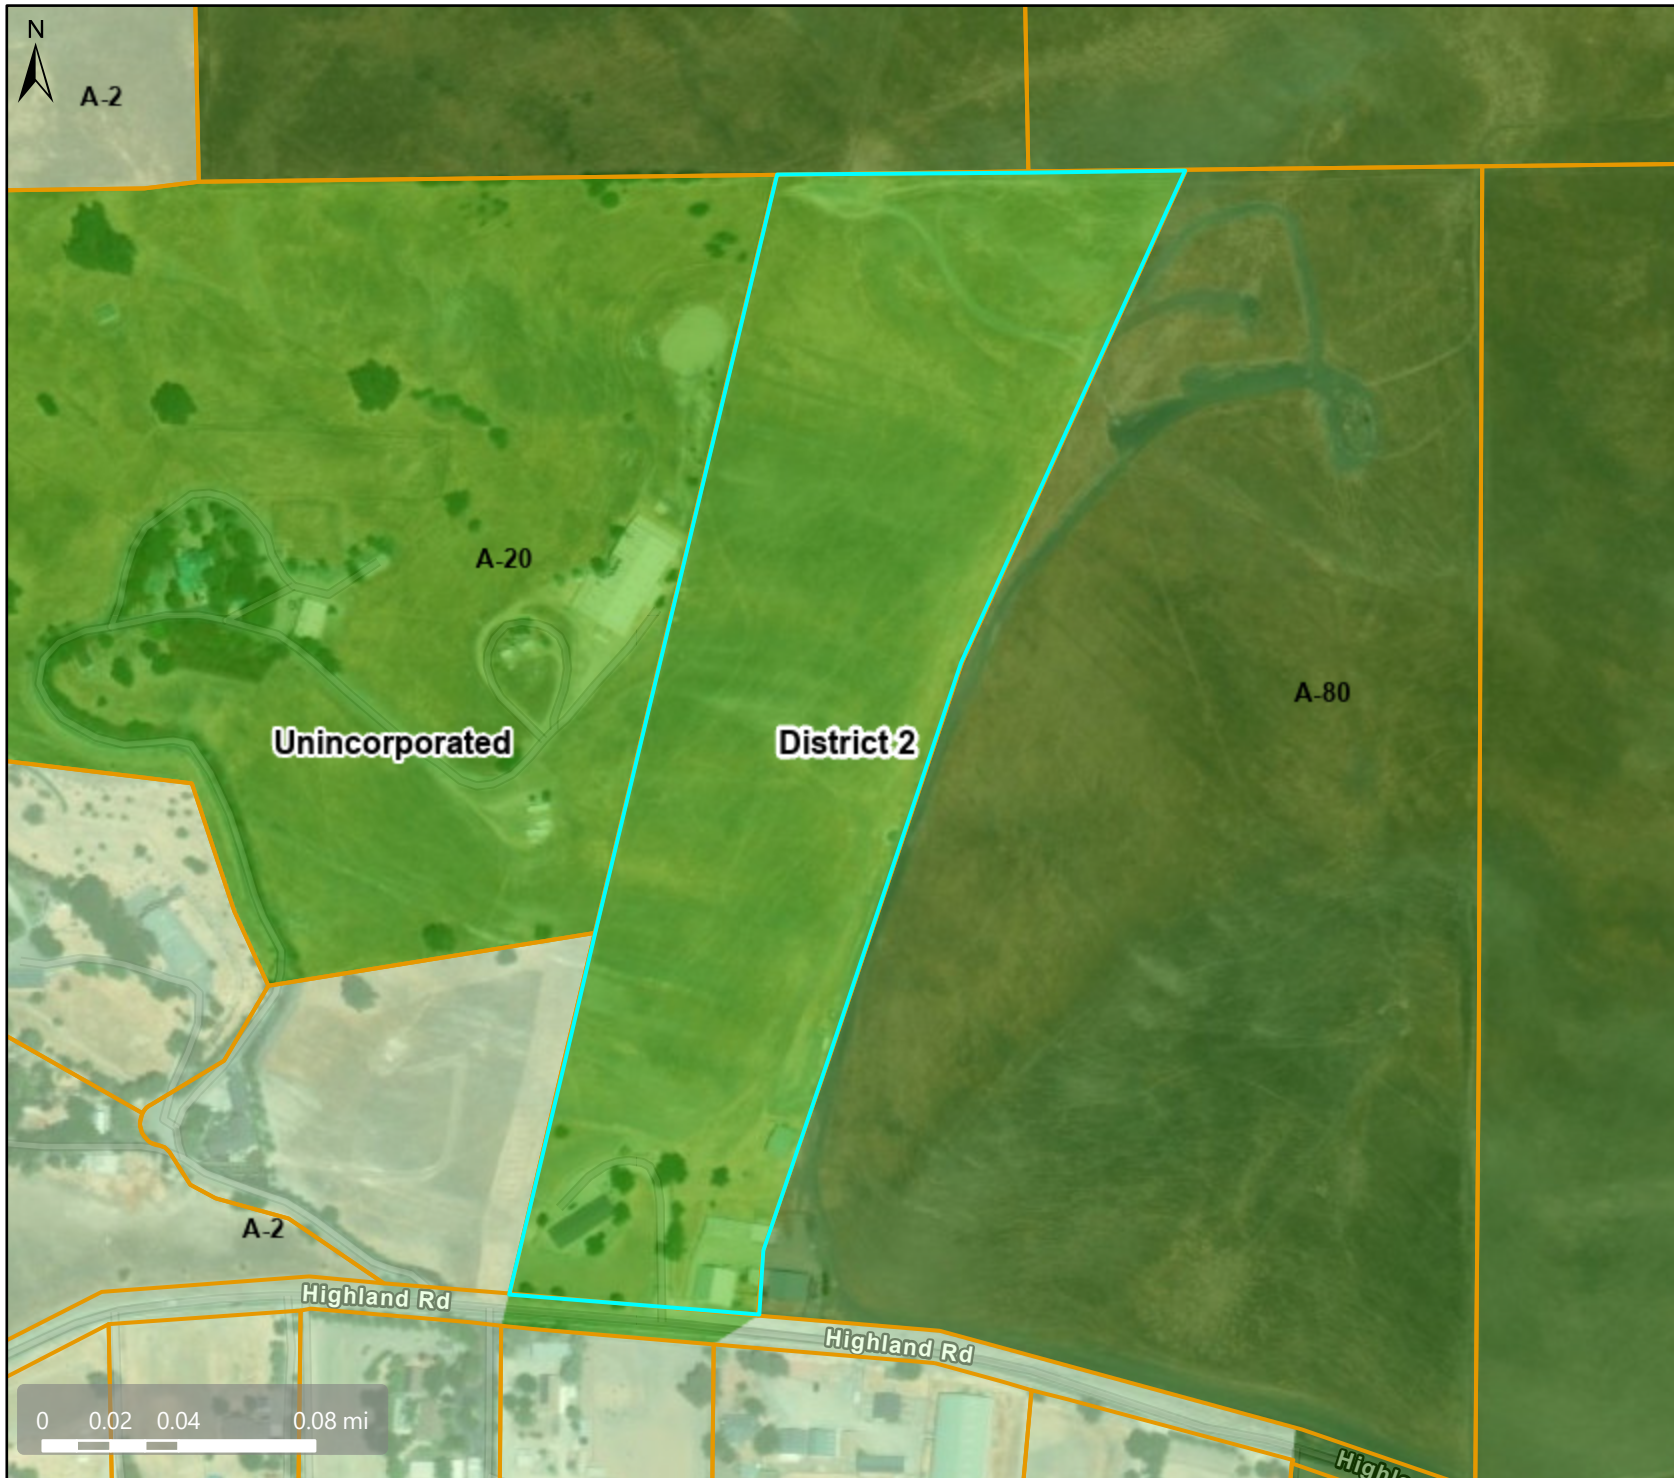 N
A-2
A-20
A-80
Unincorporated
District 2
A-2
Highland Rd
Highland Rd
0 0.02 0.04 0.08 mi